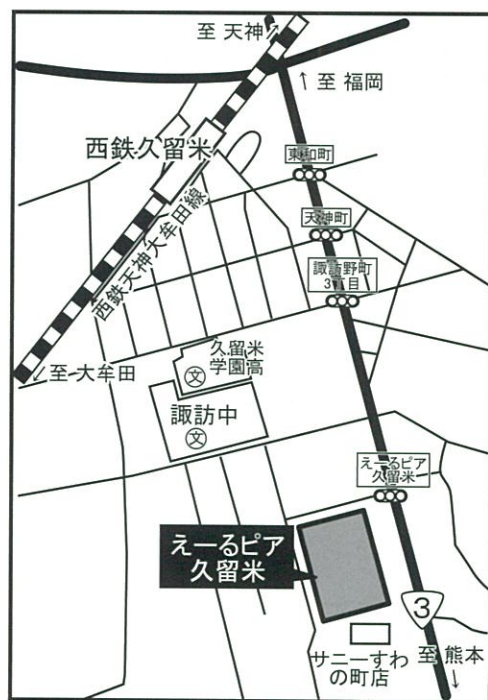 至 天神
至 福岡
西鉄久留米
東和町
天神町
西鉄天神大牟田線
諏訪野町
3丁目
至 大牟田
久留米
学園高
文
諏訪中
文
えーるピア
久留米
えーるピア
久留米
3
サニーすわ
の町店
至 熊本